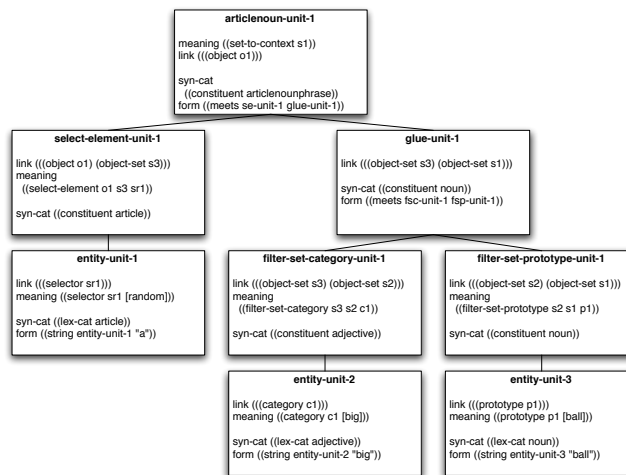 articlenoun-unit-1
meaning ((set-to-context s1))
link (((object o1)))
syn-cat
((constituent articlenounphrase))
form ((meets se-unit-1 glue-unit-1))
select-element-unit-1
link (((object o1) (object-set s3)))
meaning
((select-element o1 s3 sr1))
syn-cat ((constituent article))
glue-unit-1
link (((object-set s3) (object-set s1)))
syn-cat ((constituent noun))
form ((meets fsc-unit-1 fsp-unit-1))
entity-unit-1
link (((selector sr1)))
meaning ((selector sr1 [random]))
syn-cat ((lex-cat article))
form ((string entity-unit-1 "a"))
filter-set-category-unit-1
link (((object-set s3) (object-set s2)))
meaning
((filter-set-category s3 s2 c1))
syn-cat ((constituent adjective))
filter-set-prototype-unit-1
link (((object-set s2) (object-set s1)))
meaning
((filter-set-prototype s2 s1 p1))
syn-cat ((constituent noun))
entity-unit-2
link (((category c1)))
meaning ((category c1 [big]))
syn-cat ((lex-cat adjective))
form ((string entity-unit-2 "big"))
entity-unit-3
link (((prototype p1)))
meaning ((prototype p1 [ball]))
syn-cat ((lex-cat noun))
form ((string entity-unit-3 "ball"))